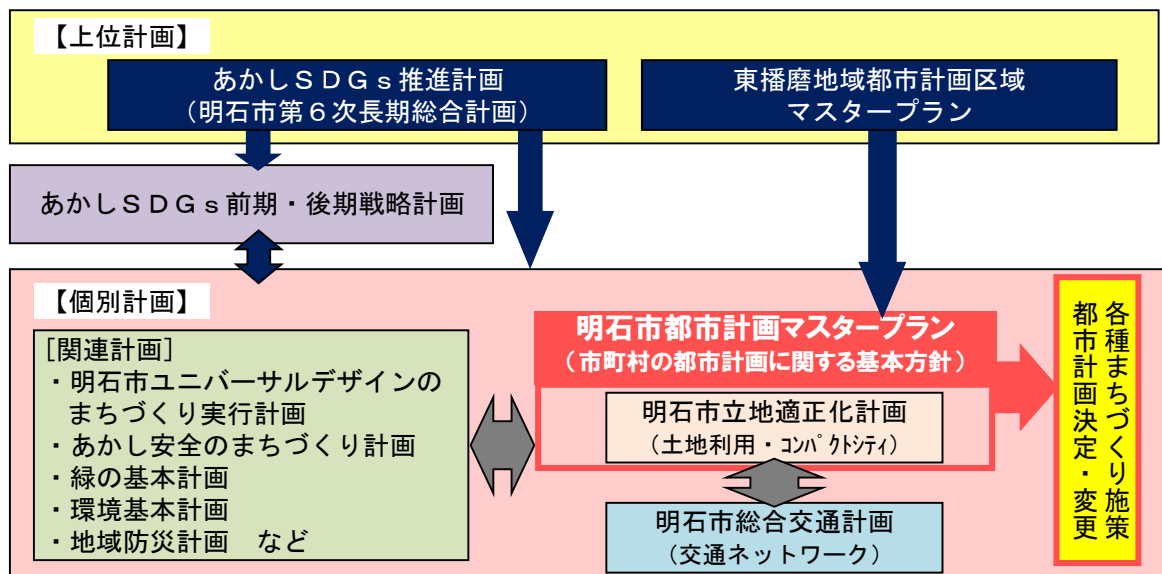 【上位計画】
あかしＳＤＧｓ推進計画
（明石市第６次長期総合計画）
東播磨地域都市計画区域
マスタープラン
あかしＳＤＧｓ前期・後期戦略計画
【個別計画】
［関連計画］
・明石市ユニバーサルデザインの
まちづくり実行計画
・あかし安全のまちづくり計画
・緑の基本計画
・環境基本計画
・地域防災計画　など
明石市都市計画マスタープラン
（市町村の都市計画に関する基本方針）
明石市立地適正化計画
（土地利用・ｺﾝﾊﾟｸﾄｼﾃｨ）
明石市総合交通計画
（交通ネットワーク）
各種まちづくり施策
都市計画決定・変更